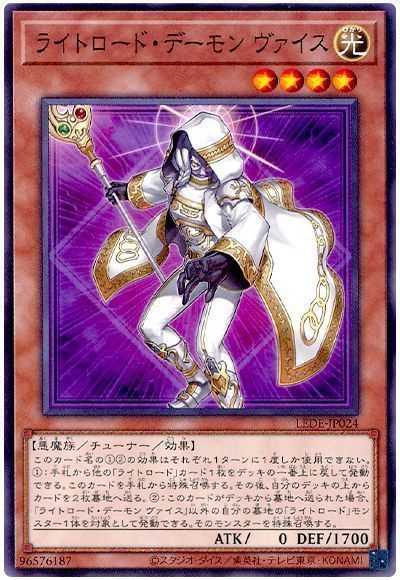 ライトロード・デーモン ヴァイス
光
LEDE-JP024
【悪魔族／チューナー／効果】
このカード名の①②の効果はそれぞれ１ターンに１度しか使用できない。
①：手札から他の「ライトロード」カード１枚をデッキの一番上に戻して発動
できる。このカードを手札から特殊召喚する。その後、自分のデッキの上から
カードを２枚墓地へ送る。②：このカードがデッキから墓地へ送られた場合、
「ライトロード・デーモン ヴァイス」以外の自分の墓地の「ライトロード」モン
スター１体を対象として発動できる。そのモンスターを特殊召喚する。
ATK/ 0 DEF/1700
96576187
©スタジオ・ダイス／集英社・テレビ東京・KONAMI